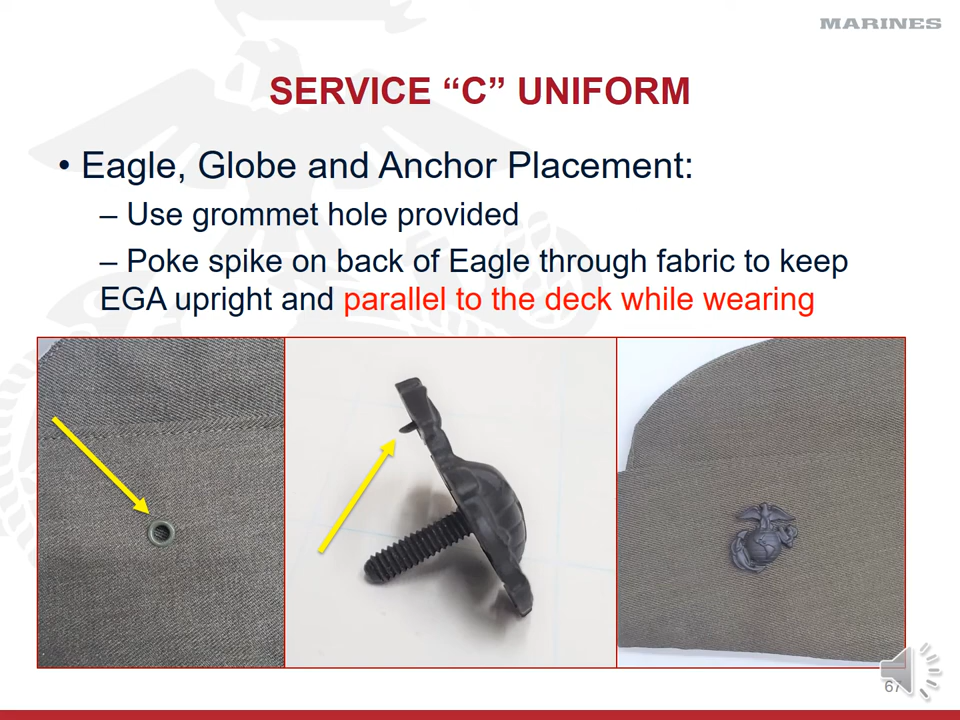 MARINES
SERVICE “C” UNIFORM
• Eagle, Globe and Anchor Placement:
– Use grommet hole provided
– Poke spike on back of Eagle through fabric to keep
EGA upright and parallel to the deck while wearing
67